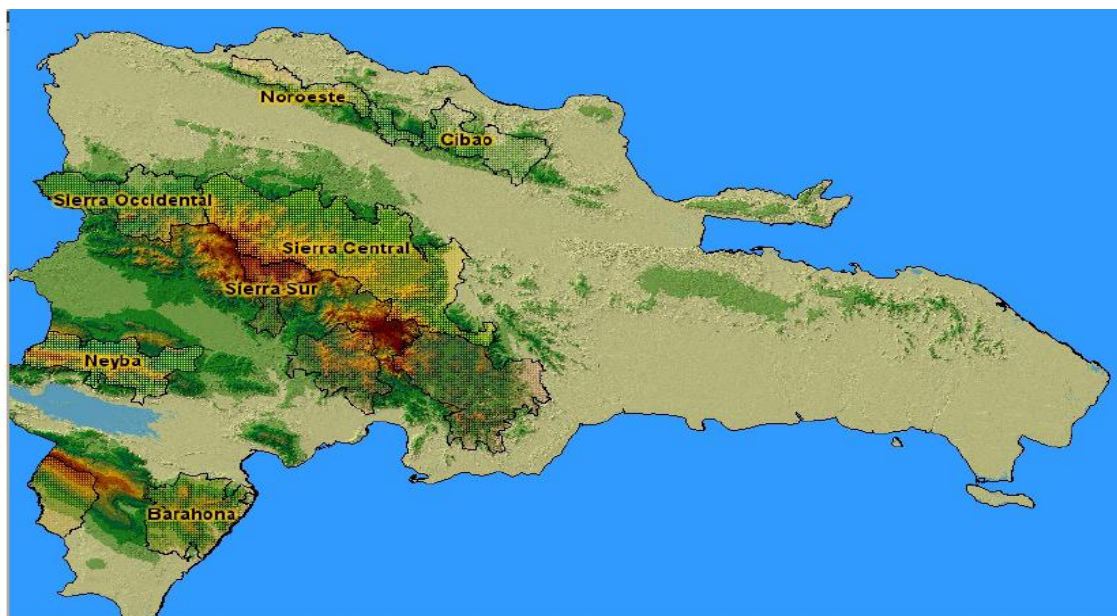 Noroeste
Cibao
Sierra Occidental
Sierra Central
Sierra Sur
Neyba
Barahona